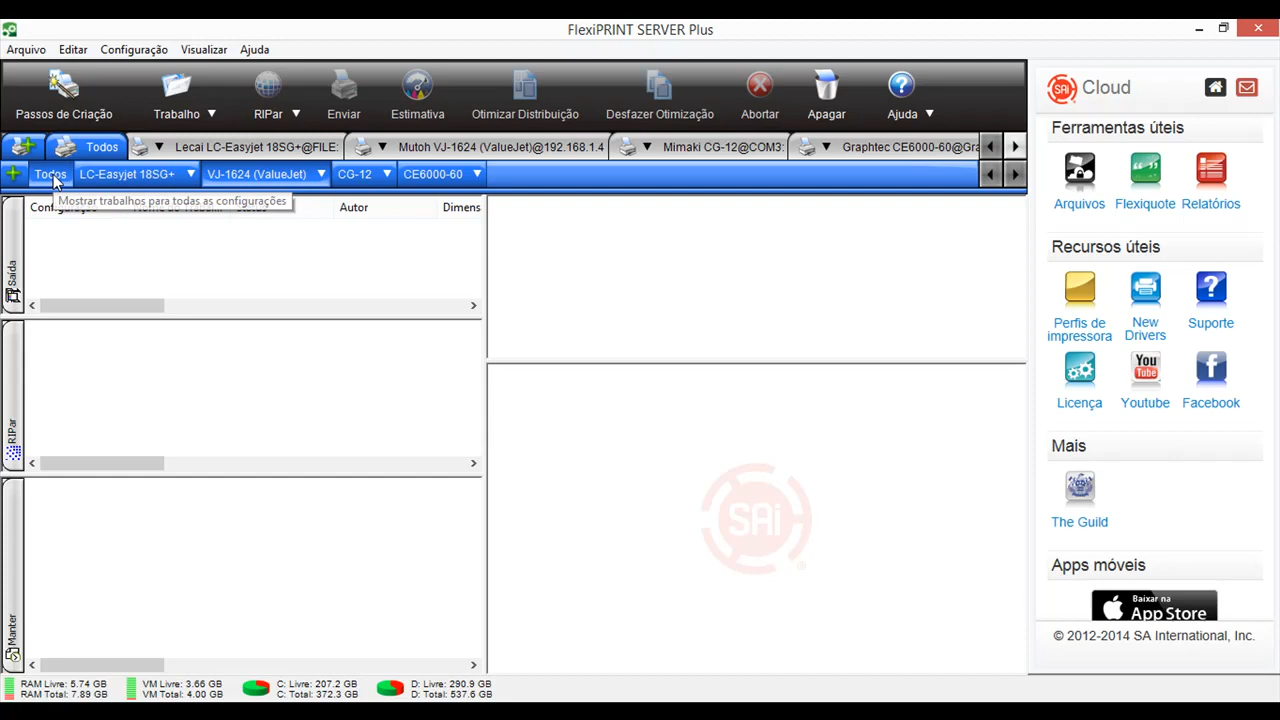 FlexiPRINT SERVER Plus
Arquivo Editar Configuração Visualizar Ajuda
Passos de Criação Trabalho RIPar Enviar Estimativa Otimizar Distribuição Desfazer Otimização Abortar Apagar Ajuda
Todos Lecai LC-Easyjet 18SG+@FILE: Mutoh VJ-1624 (ValueJet)@192.168.1.4 Mimaki CG-12@COM3: Graphtec CE6000-60@Gra
Todos LC-Easyjet 18SG+ VJ-1624 (ValueJet) CG-12 CE6000-60
Mostrar trabalhos para todas as configurações
Autor Dimens
Saída
RIPar
Manter
SAi
SAi Cloud
Ferramentas úteis
Arquivos Flexiquote Relatórios
Recursos úteis
Perfis de impressora
New Drivers
Suporte
You Tube
Licença Youtube Facebook
Mais
The Guild
Apps móveis
Baixar na
App Store
© 2012-2014 SA International, Inc.
RAM Livre: 5.74 GB VM Livre: 3.66 GB C: Livre: 207.2 GB D: Livre: 290.9 GB
RAM Total: 7.89 GB VM Total: 4.00 GB C: Total: 372.3 GB D: Total: 537.6 GB